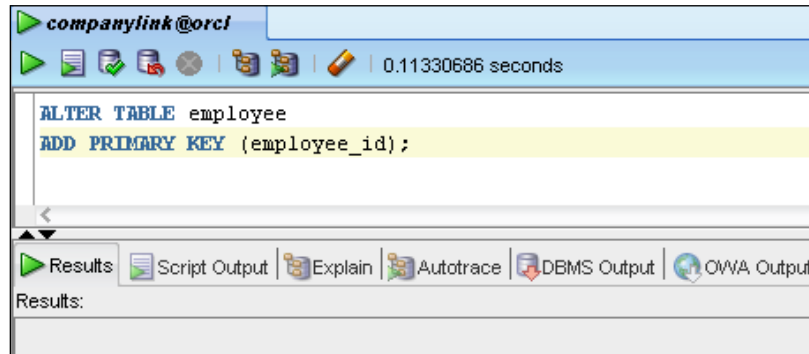 companylink@orcl
0.11330686 seconds
ALTER TABLE employee
ADD PRIMARY KEY (employee_id);
Results Script Output Explain Autotrace DBMS Output OWA Output
Results: